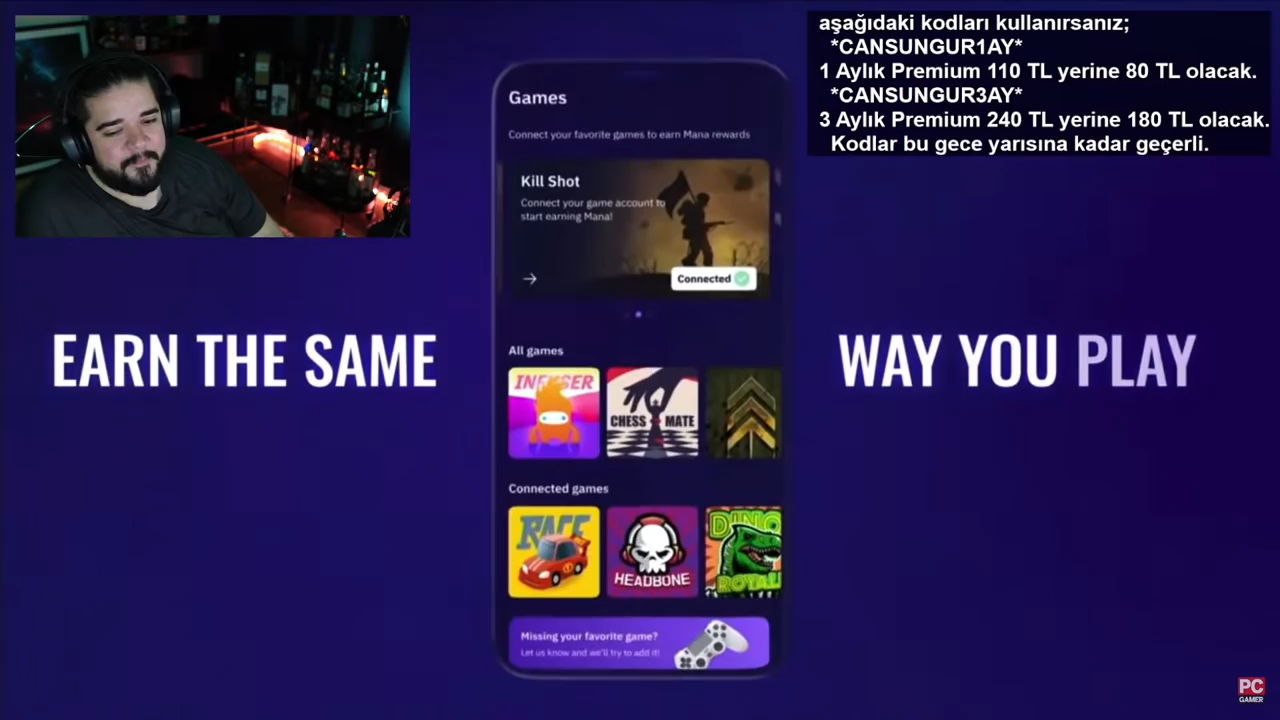 aşağıdaki kodları kullanırsanız;
*CANSUNGUR1AY*
1 Aylık Premium 110 TL yerine 80 TL olacak.
*CANSUNGUR3AY*
3 Aylık Premium 240 TL yerine 180 TL olacak.
Kodlar bu gece yarısına kadar geçerli.
Games
Connect your favorite games to earn Mana rewards
Kill Shot
Connect your game account to
start earning Mana!
Connected
EARN THE SAME
WAY YOU PLAY
All games
CHESS MATE
Connected games
RACE
HEADBONE
DINO
ROYAL
Missing your favorite game?
Let us know and we'll try to add it!
PC
GAMER